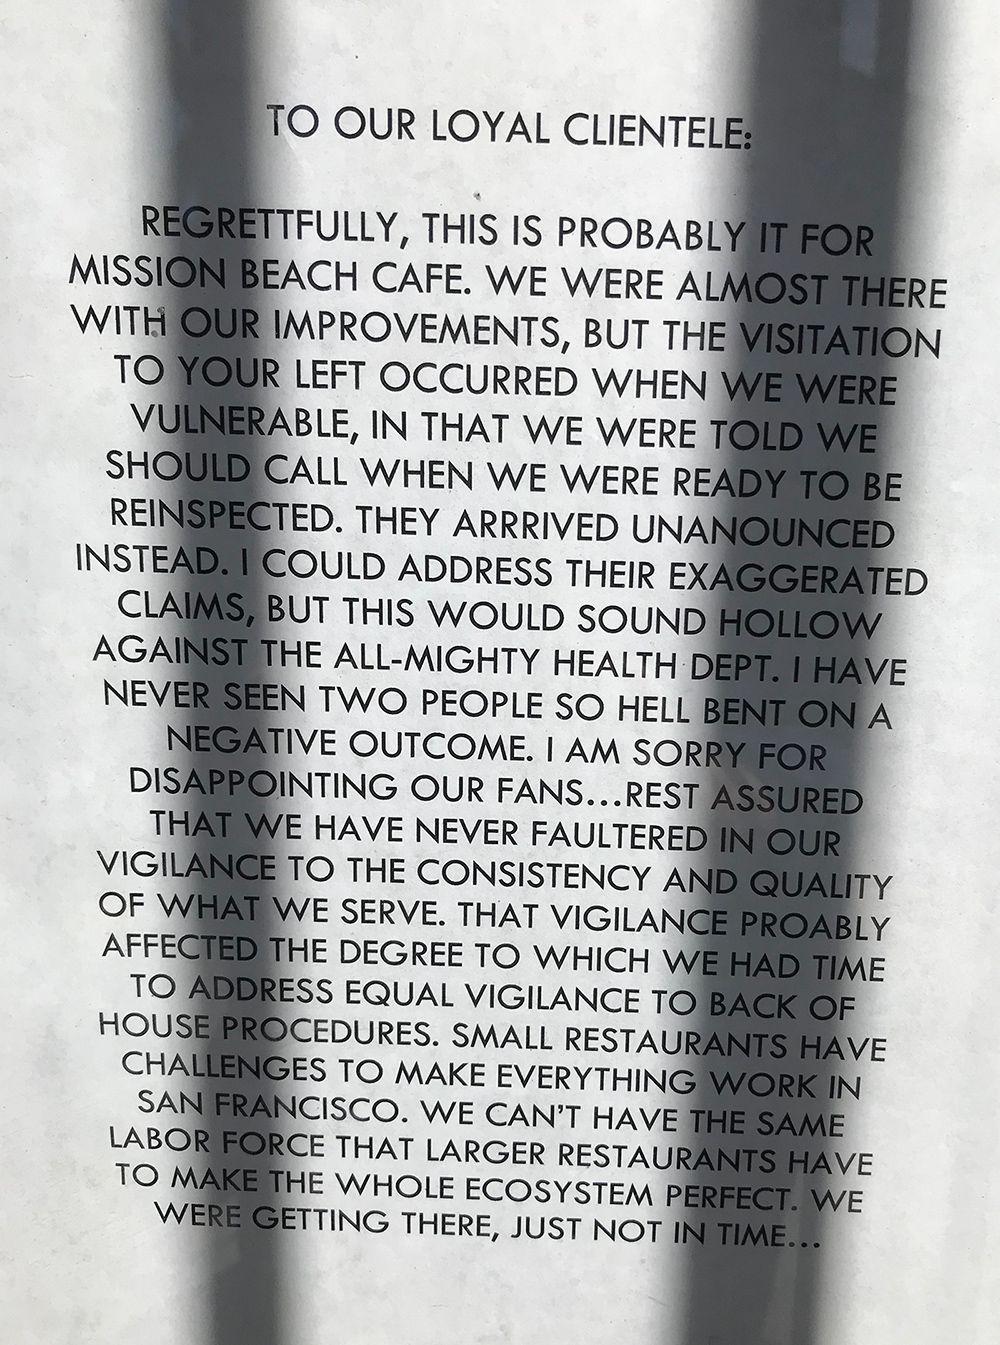 TO OUR LOYAL CLIENTELE:
REGRETTFULLY, THIS IS PROBABLY IT FOR
MISSION BEACH CAFE. WE WERE ALMOST THERE
WITH OUR IMPROVEMENTS, BUT THE VISITATION
TO YOUR LEFT OCCURRED WHEN WE WERE
VULNERABLE, IN THAT WE WERE TOLD WE
SHOULD CALL WHEN WE WERE READY TO BE
REINSPECTED. THEY ARRRIVED UNANOUNCED
INSTEAD. I COULD ADDRESS THEIR EXAGGERATED
CLAIMS, BUT THIS WOULD SOUND HOLLOW
AGAINST THE ALL-MIGHTY HEALTH DEPT. I HAVE
NEVER SEEN TWO PEOPLE SO HELL BENT ON A
NEGATIVE OUTCOME. I AM SORRY FOR
DISAPPOINTING OUR FANS...REST ASSURED
THAT WE HAVE NEVER FAULTERED IN OUR
VIGILANCE TO THE CONSISTENCY AND QUALITY
OF WHAT WE SERVE. THAT VIGILANCE PROABLY
AFFECTED THE DEGREE TO WHICH WE HAD TIME
TO ADDRESS EQUAL VIGILANCE TO BACK OF
HOUSE PROCEDURES. SMALL RESTAURANTS HAVE
CHALLENGES TO MAKE EVERYTHING WORK IN
SAN FRANCISCO. WE CAN'T HAVE THE SAME
LABOR FORCE THAT LARGER RESTAURANTS HAVE
TO MAKE THE WHOLE ECOSYSTEM PERFECT. WE
WERE GETTING THERE, JUST NOT IN TIME...